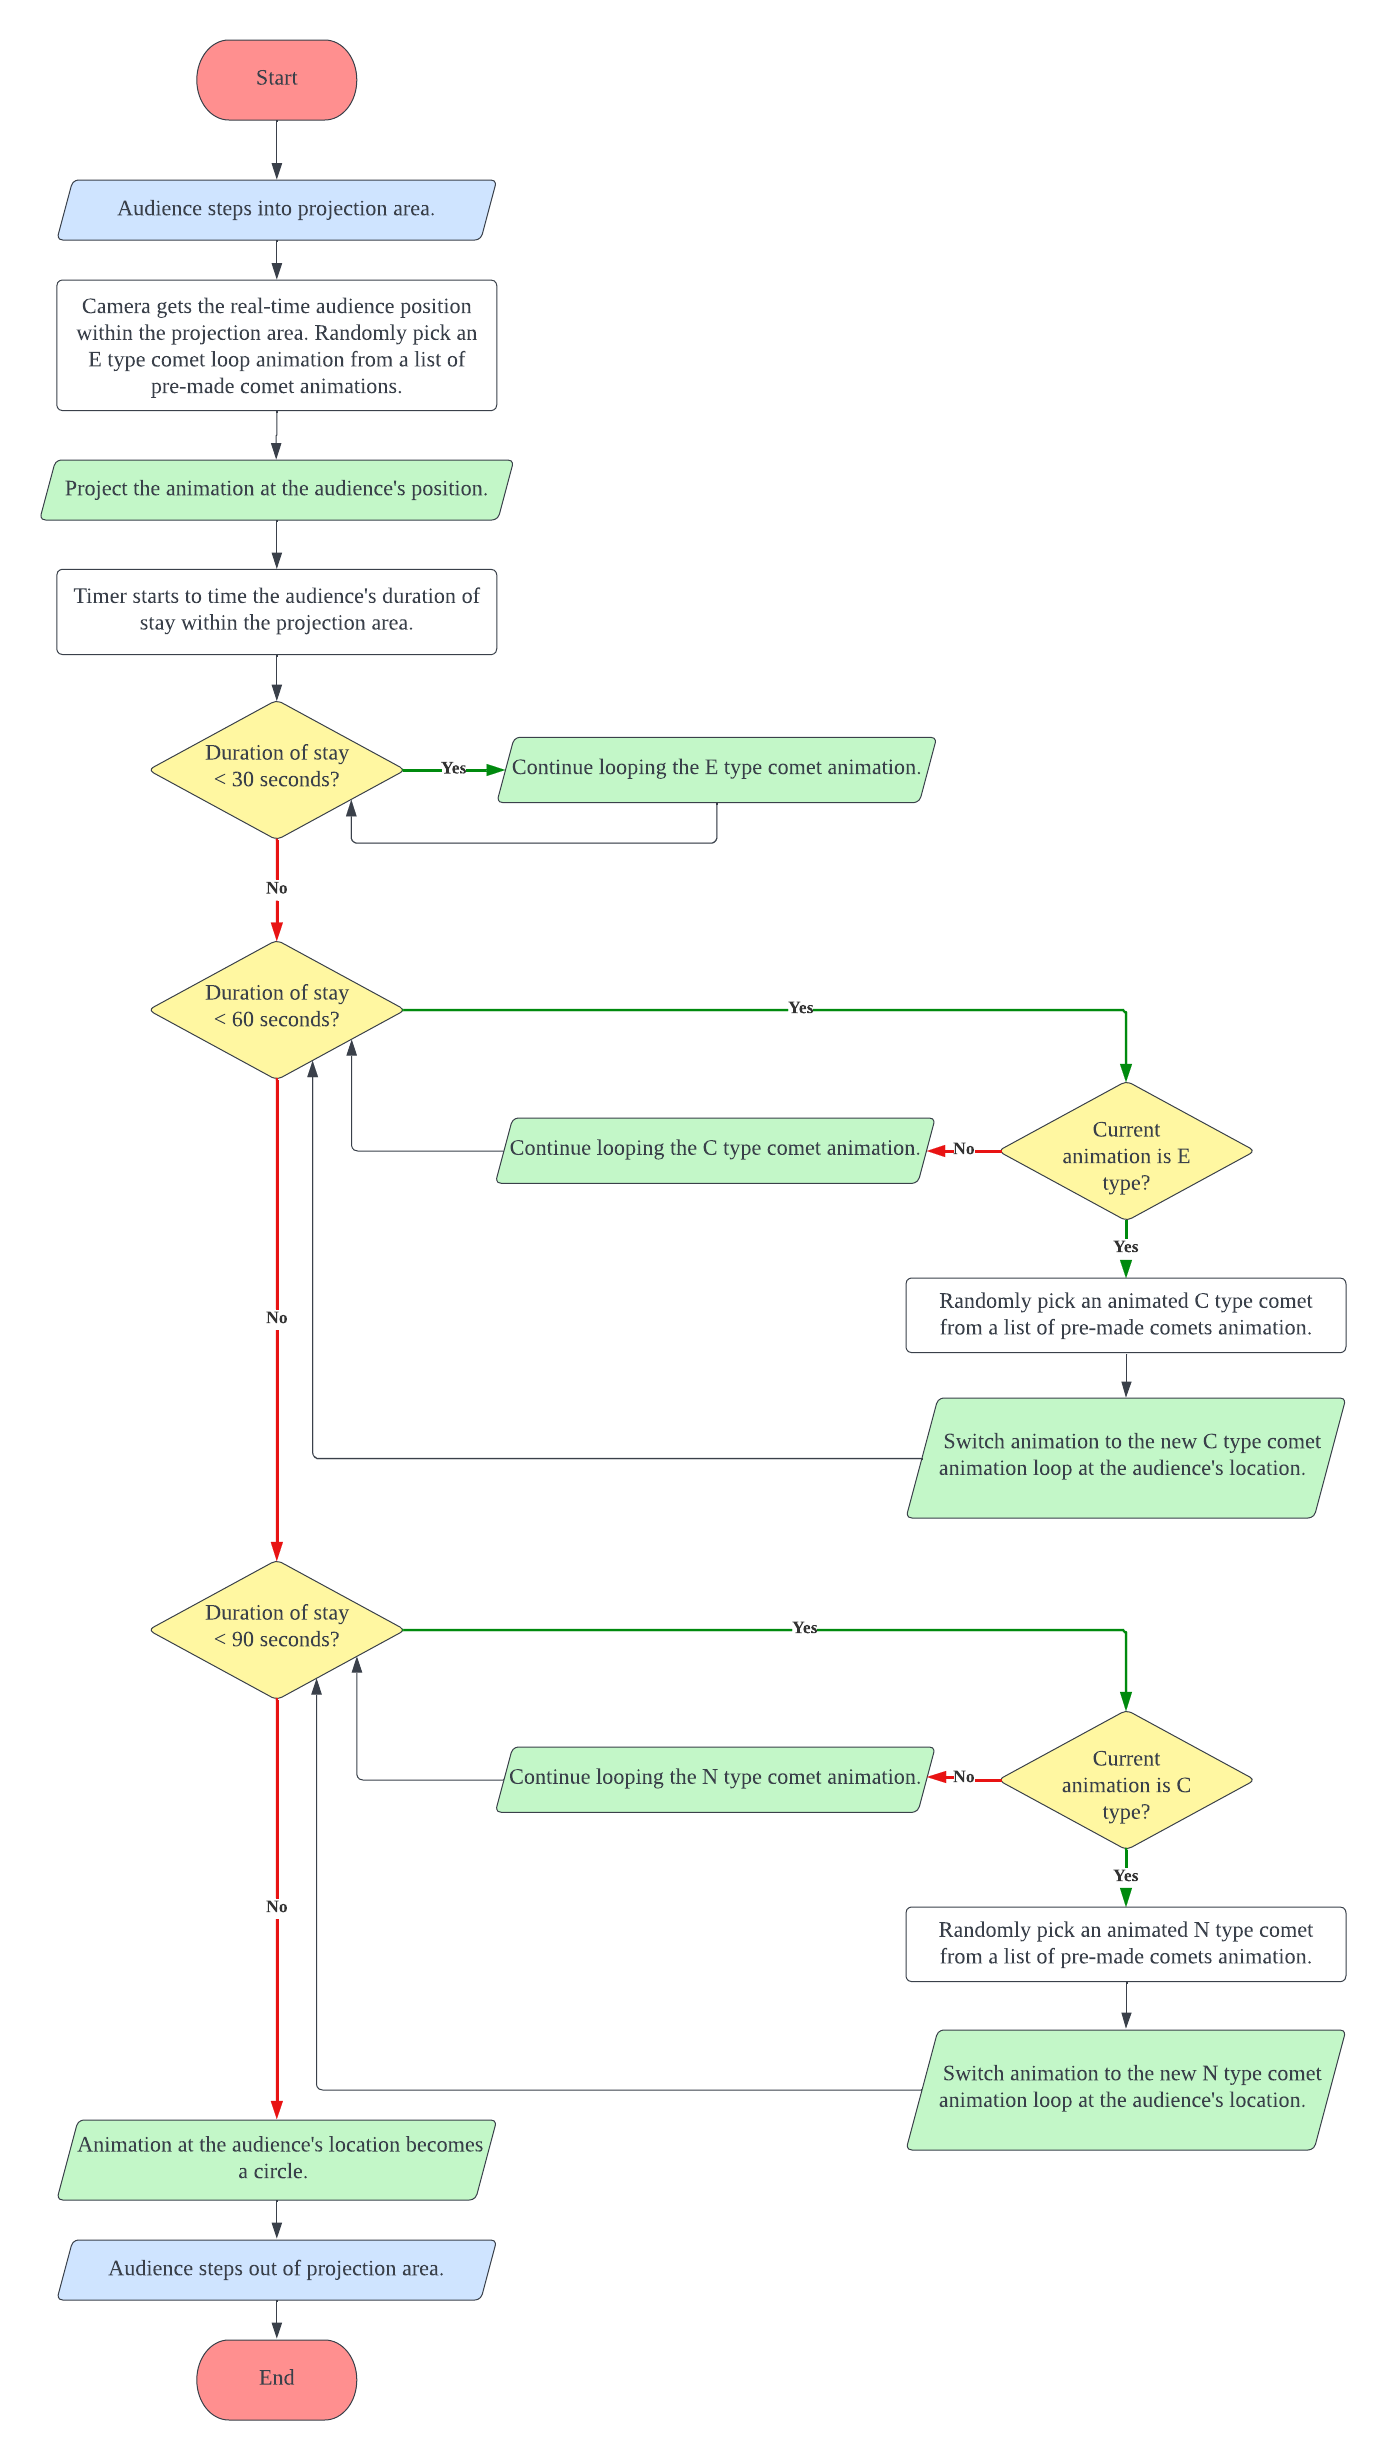 Start
Audience steps into projection area.
Camera gets the real-time audience position
within the projection area. Randomly pick an
E type comet loop animation from a list of
pre-made comet animations.
Project the animation at the audience's position.
Timer starts to time the audience's duration of
stay within the projection area.
Duration of stay
< 30 seconds?
Yes
Continue looping the E type comet animation.
No
Duration of stay
< 60 seconds?
Yes
Current
animation is E
type?
No
Continue looping the C type comet animation.
Yes
Randomly pick an animated C type comet
from a list of pre-made comets animation.
Switch animation to the new C type comet
animation loop at the audience's location.
No
Duration of stay
< 90 seconds?
Yes
Current
animation is C
type?
No
Continue looping the N type comet animation.
Yes
Randomly pick an animated N type comet
from a list of pre-made comets animation.
Switch animation to the new N type comet
animation loop at the audience's location.
No
Animation at the audience's location becomes
a circle.
Audience steps out of projection area.
End